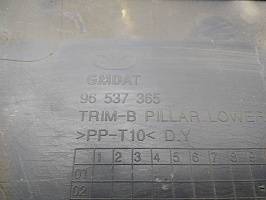 GMDAT
96 537 365
TRIM-B PILLAR LOWER
>PP-T10< D.Y
1 2 3 4 5 6 7 8 9
01
02